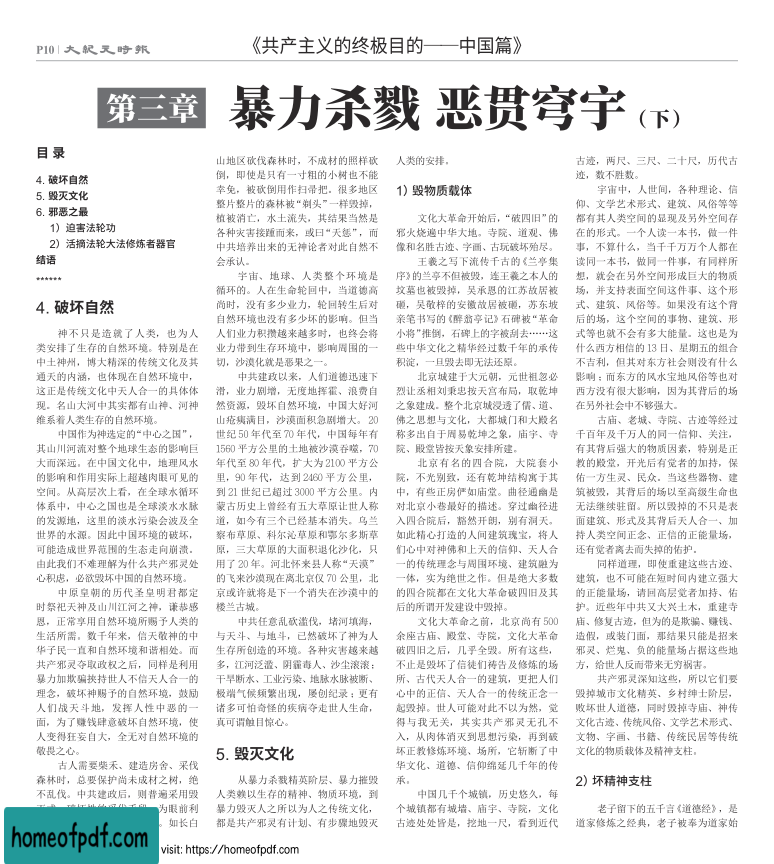 P10 | 大紀元時報
《共产主义的终极目的——中国篇》
第三章 暴力杀戮 恶贯穹宇（下）
目 录
4. 破坏自然
5. 毁灭文化
6. 邪恶之最
1）迫害法轮功
2）活摘法轮大法修炼者器官
结语
******
4. 破坏自然
神不只是造就了人类，也为人
类安排了生存的自然环境。特别是在
中土神州，博大精深的传统文化及其
通天的内涵，也体现在自然环境中，
这正是传统文化中天人合一的具体体
现。名山大河中其实都有山神、河神
维系着人类生存的自然环境。
中国作为神选定的“中心之国”，
其山川河流对整个地球生态的影响巨
大而深远。在中国文化中，地理风水
的影响和作用实际上超越肉眼可见的
空间。从高层次上看，在全球水循环
体系中，中心之国也是全球淡水水脉
的发源地，这里的淡水污染会波及全
世界的水源。因此中国环境的破坏，
可能造成世界范围的生态走向崩溃，
由此我们不难理解为什么共产邪灵处
心积虑，必欲毁坏中国的自然环境。
中原皇朝的历代圣皇明君都定
时祭祀天神及山川江河之神，谦恭感
恩，正常享用自然环境所赐予人类的
生活所需。数千年来，信天敬神的中
华子民一直和自然环境和谐相处。而
共产邪灵夺取政权之后，同样是利用
暴力加欺骗挟持世人不信天人合一的
理念，破坏神赐予的自然环境，鼓励
人们战天斗地，发挥人性中恶的一
面，为了赚钱肆意破坏自然环境，使
人变得狂妄自大，全无对自然环境的
敬畏之心。
古人需要柴禾、建造房舍、采伐
森林时，总要保护尚未成材之树，绝
不乱伐。中共建政后，则普遍采用毁
为眼前利
。如长白
山地区砍伐森林时，不成材的照样砍
倒，即使是只有一寸粗的小树也不能
幸免，被砍倒用作扫帚把。很多地区
整片整片的森林被“剃头”一样毁掉，
植被消亡，水土流失，其结果当然是
各种灾害接踵而来，或曰“天惩”，而
中共培养出来的无神论者对此自然不
会承认。
宇宙、地球、人类整个环境是
循环的。人在生命轮回中，当道德高
尚时，没有多少业力，轮回转生后对
自然环境也没有多少坏的影响。但当
人们业力积攒越来越多时，也终将会
业力带到生存环境中，影响周围的一
切，沙漠化就是恶果之一。
中共建政以来，人们道德迅速下
滑，业力剧增，无度地挥霍、浪费自
然资源，毁坏自然环境，中国大好河
山疮痍满目，沙漠面积急剧增大。20
世纪 50 年代至 70 年代，中国每年有
1560 平方公里的土地被沙漠吞噬，70
年代至 80 年代，扩大为 2100 平方公
里，90 年代，达到 2460 平方公里，
到 21 世纪已超过 3000 平方公里。内
蒙古历史上曾经有五大草原让世人称
道，如今有三个已经基本消失。乌兰
察布草原、科尔沁草原和鄂尔多斯草
原，三大草原的大面积退化沙化，只
用了 20 年。河北怀来县人称“天漠”
的飞来沙漠现在离北京仅 70 公里，北
京或许就将是下一个消失在沙漠中的
楼兰古城。
中共任意乱砍滥伐，堵河填海，
与天斗、与地斗，已然破坏了神为人
生存所创造的环境。各种灾害越来越
多，江河泛滥、阴霾毒人、沙尘滚滚；
干旱断水、工业污染、地脉水脉被断、
极端气候频繁出现，屡创纪录；更有
诸多可怕奇怪的疾病夺走世人生命，
真可谓触目惊心。
5. 毁灭文化
从暴力杀戮精英阶层、暴力摧毁
人类赖以生存的精神、物质环境，到
暴力毁灭人之所以为人之传统文化，
都是共产邪灵有计划、有步骤地毁灭
人类的安排。
1）毁物质载体
文化大革命开始后，“破四旧”的
邪火烧遍中华大地。寺院、道观、佛
像和名胜古迹、字画、古玩破坏殆尽。
王羲之写下流传千古的《兰亭集
序》的兰亭不但被毁，连王羲之本人的
坟墓也被毁掉，吴承恩的江苏故居被
砸，吴敬梓的安徽故居被砸，苏东坡
亲笔书写的《醉翁亭记》石碑被“革命
小将”推倒，石碑上的字被刮去……这
些中华文化之精华经过数千年的承传
积淀，一旦毁去即无法还原。
北京城建于大元朝，元世祖忽必
烈让丞相刘秉忠按天宫布局，取乾坤
之象建成。整个北京城浸透了儒、道、
佛之思想与文化，大都城门和大殿名
称多出自于周易乾坤之象，庙宇、寺
院、殿堂皆按天象安排所建。
北京有名的四合院，大院套小
院，不光别致，还有乾坤结构寓于其
中，有些正房俨如庙堂。曲径通幽是
对北京小巷最好的描述。穿过幽径进
入四合院后，豁然开朗，别有洞天。
如此精心打造的人间建筑瑰宝，将人
们心中对神佛和上天的信仰、天人合
一的传统理念与周围环境、建筑融为
一体，实为绝世之作。但是绝大多数
的四合院都在文化大革命破四旧及其
后的所谓开发建设中毁掉。
文化大革命之前，北京尚有 500
余座古庙、殿堂、寺院，文化大革命
破四旧之后，几乎全毁。所有这些，
不止是毁坏了信徒们祷告及修炼的场
所、古代天人合一的建筑，更把人们
心中的正信、天人合一的传统正念一
起毁掉。世人可能对此不以为然，觉
得与我无关，其实共产邪灵无孔不
入，从肉体消灭到思想污染，再到破
坏正教修炼环境、场所，它斩断了中
华文化、道德、信仰绵延几千年的传
承。
中国几千个城镇，历史悠久，每
个城镇都有城墙、庙宇、寺院，文化
古迹处处皆是，挖地一尺，看到近代
古迹，两尺、三尺、二十尺，历代古
迹，数不胜数。
宇宙中，人世间，各种理论、信
仰、文学艺术形式、建筑、风俗等等
都有其人类空间的显现及另外空间存
在的形式。一个人读一本书，做一件
事，不算什么，当千千万万个人都在
读同一本书，做同一件事，有同样所
想，就会在另外空间形成巨大的物质
场，并支持表面空间这件事、这个形
式、建筑、风俗等。如果没有这个背
后的场，这个空间的事物、建筑、形
式等也就不会有多大能量。这也是为
什么西方相信的 13 日、星期五的组合
不吉利，但其对东方社会则没有什么
影响；而东方的风水宝地风俗等也对
西方没有很大影响，因为其背后的场
在另外社会中不够强大。
古庙、老城、寺院、古迹等经过
千百年及千万人的同一信仰、关注，
有其背后强大的物质因素，特别是正
教的殿堂，开光后有觉者的加持，保
佑一方生灵、民众，当这些器物、建
筑被毁，其背后的场以至高级生命也
无法继续驻留。所以毁掉的不只是表
面建筑、形式及其背后天人合一、加
持人类空间正念、正信的正能量场，
还有觉者离去而失掉的佑护。
同样道理，即使重建这些古迹、
建筑，也不可能在短时间内建立强大
的正能量场，请回高层觉者加持、佑
护。近些年中共又大兴土木，重建寺
庙、修复古迹，但为的是欺骗、赚钱、
造假，或装门面，那结果只能是招来
邪灵、烂鬼、负的能量场占据这些地
方，给世人反而带来无穷祸害。
共产邪灵深知这些，所以它们要
毁掉城市文化精英、乡村绅士阶层，
败坏世人道德，同时毁掉寺庙、神传
文化古迹、传统风俗、文学艺术形式、
文物、字画、书籍、传统民居等传统
文化的物质载体及精神支柱。
2）坏精神支柱
老子留下的五千言《道德经》，是
道家修炼之经典，老子被奉为道家始
homeofpdf.com
visit: https://homeofpdf.com